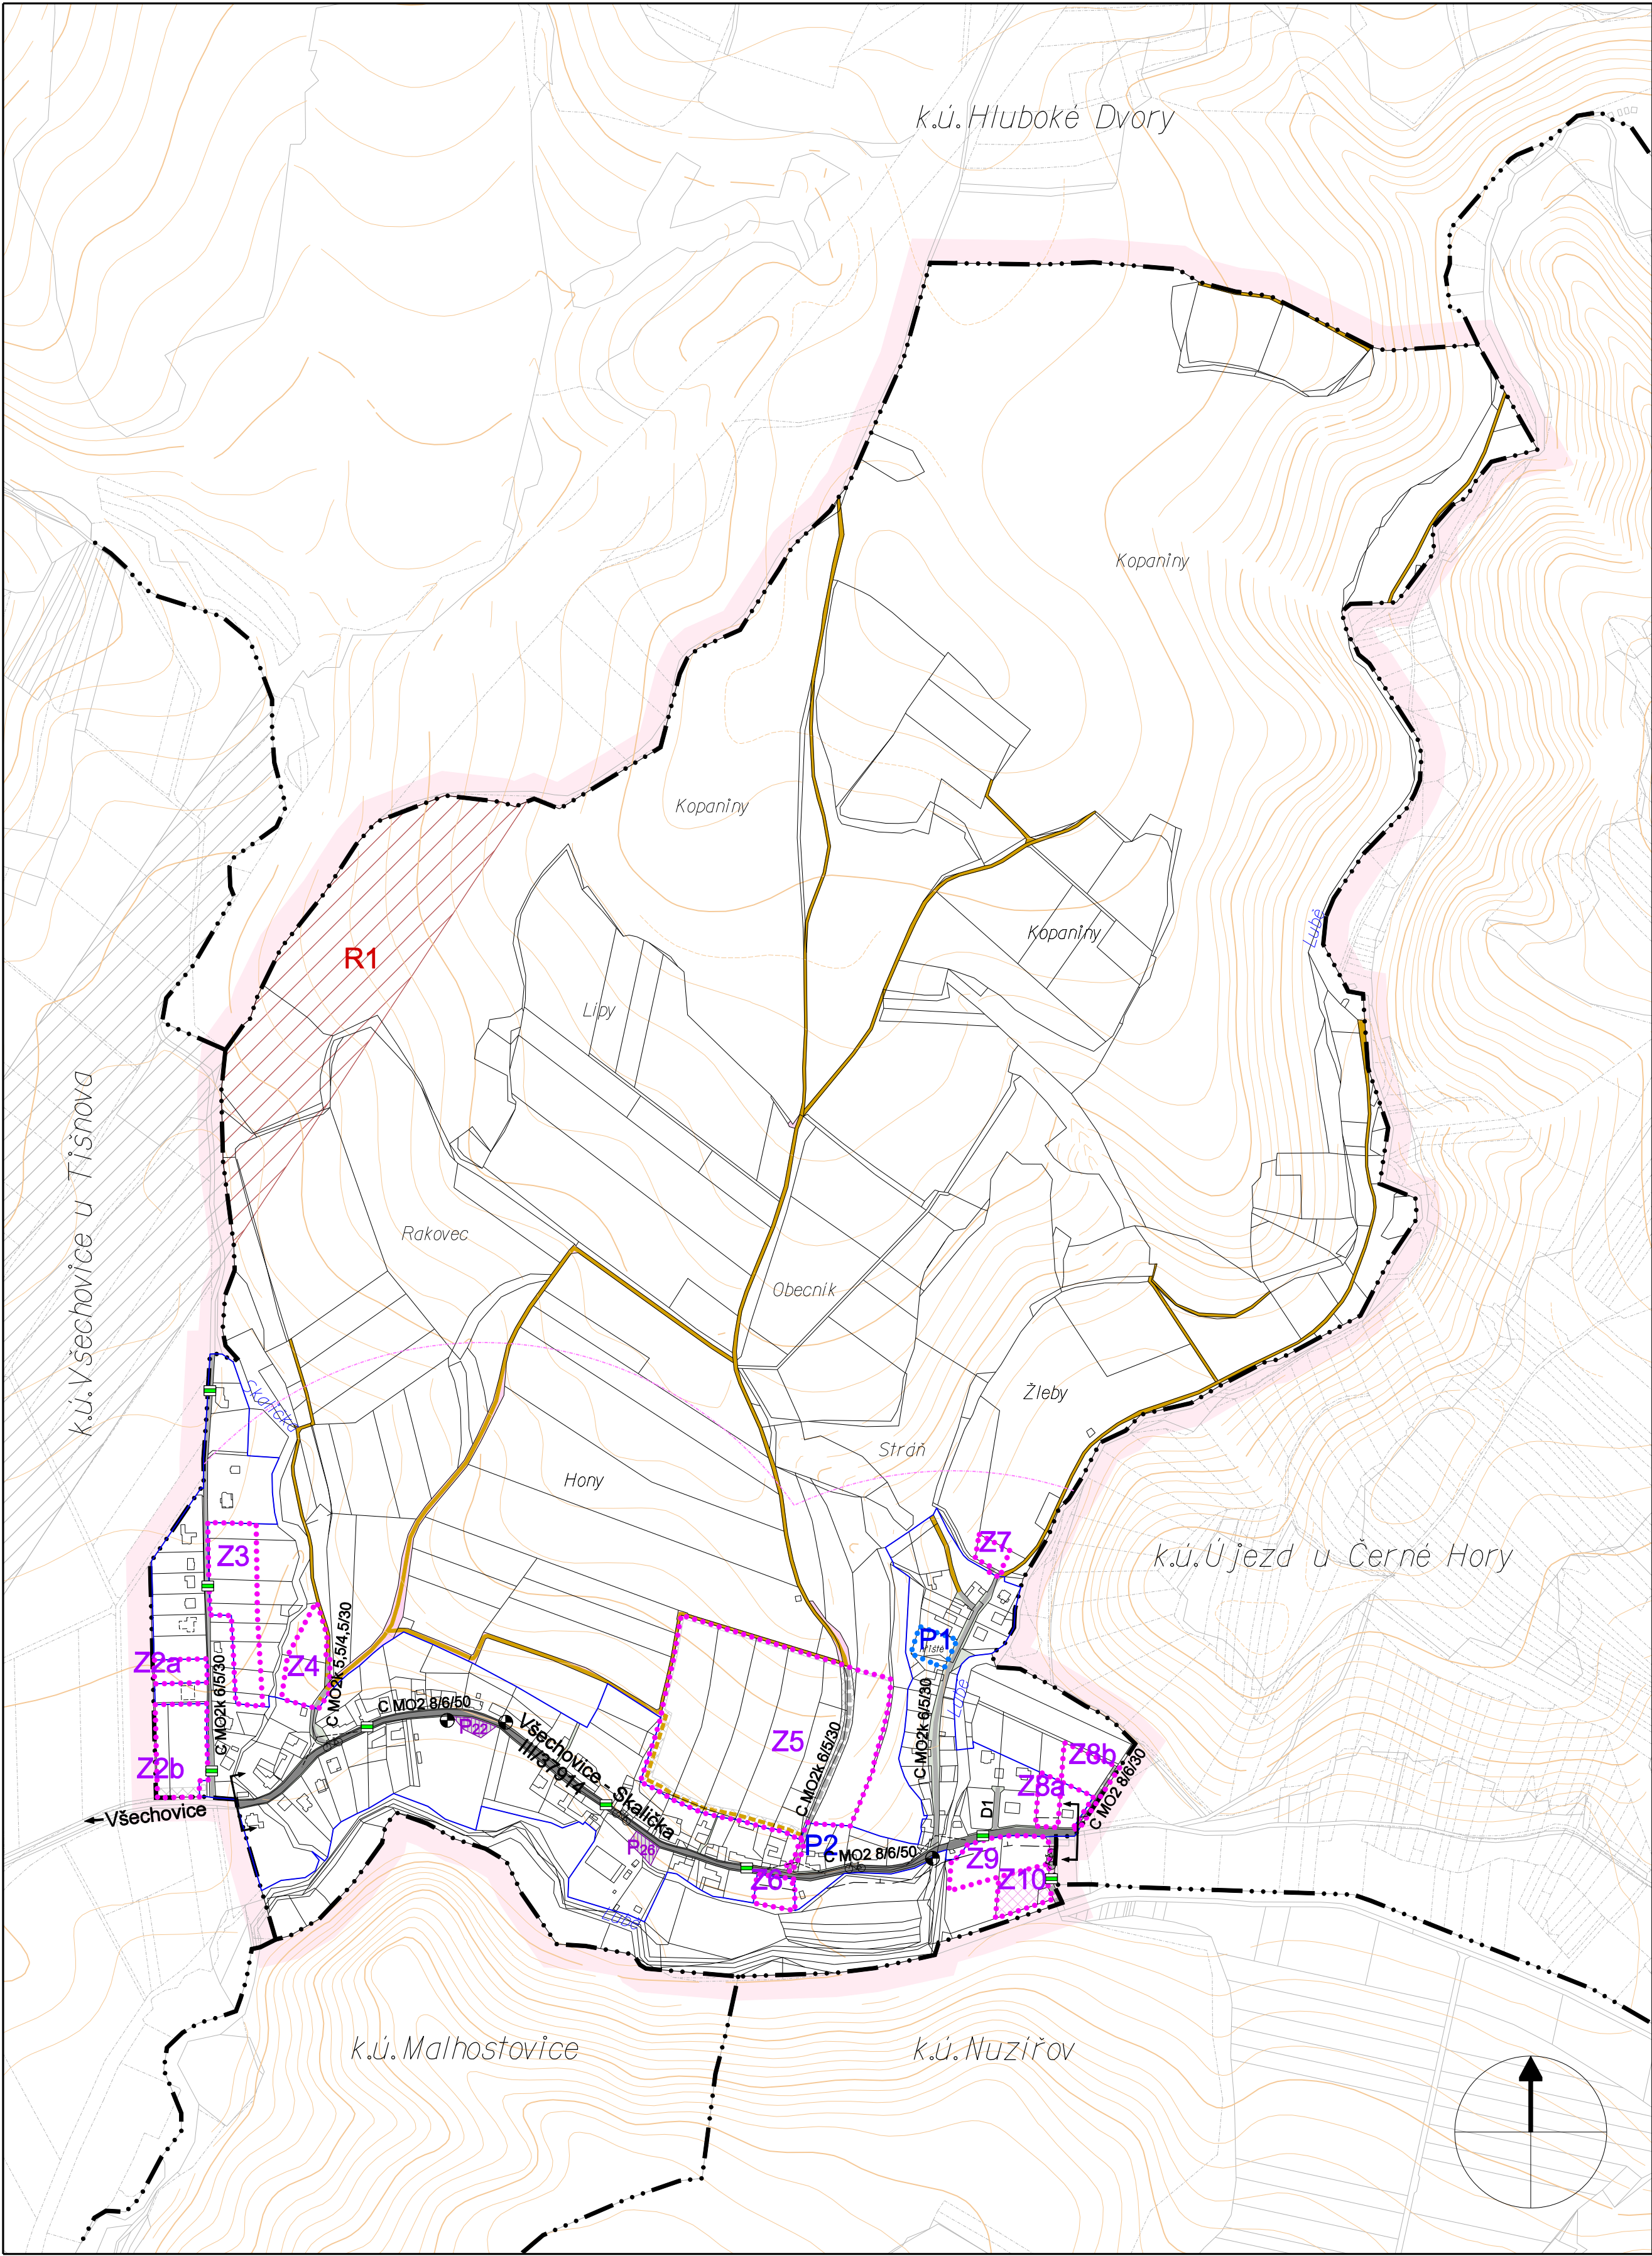 k.ú. Hluboké Dvory
Kopaniny
Kopaniny
Kopaniny
Lubě
R1
Lipy
k.ú. Všechovice u Tišnova
Rakovec
Obecník
Skalička
Žleby
Stráň
Hony
Z7
k.ú. Újezd u Černé Hory
Z3
P1
Z2a
Z4
C MO2k 5,5/4,5/30
C MO2k 6/5/30
C MO2 8/6/50
P22
Všechovice - Skalička
III/37914
Z5
C MO2k 6/5/30
C MO2k 6/5/30
Lubě
Z8b
Z8a
C MO2 8/6/30
Z2b
Všechovice
D1
P26
P2
C MO2 8/6/50
Z9
Z6
Z10
Lubě
k.ú. Malhostovice
k.ú. Nuzířov